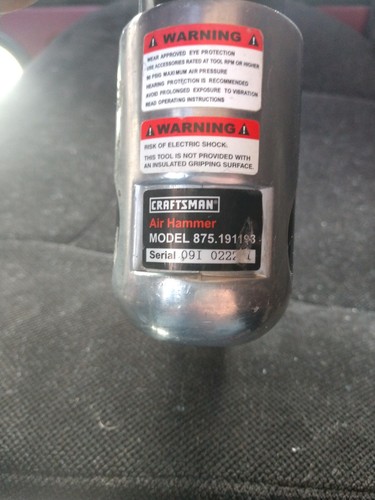 WARNING
WEAR APPROVED EYE PROTECTION
USE ACCESSORIES RATED AT TOOL RPM OR HIGHER
90 PSIG MAXIMUM AIR PRESSURE
HEARING PROTECTION IS RECOMMENDED
AVOID PROLONGED EXPOSURE TO VIBRATION
READ OPERATING INSTRUCTIONS
WARNING
RISK OF ELECTRIC SHOCK.
THIS TOOL IS NOT PROVIDED WITH
AN INSULATED GRIPPING SURFACE.
CRAFTSMAN
Air Hammer
MODEL 875.191193
Serial 09I